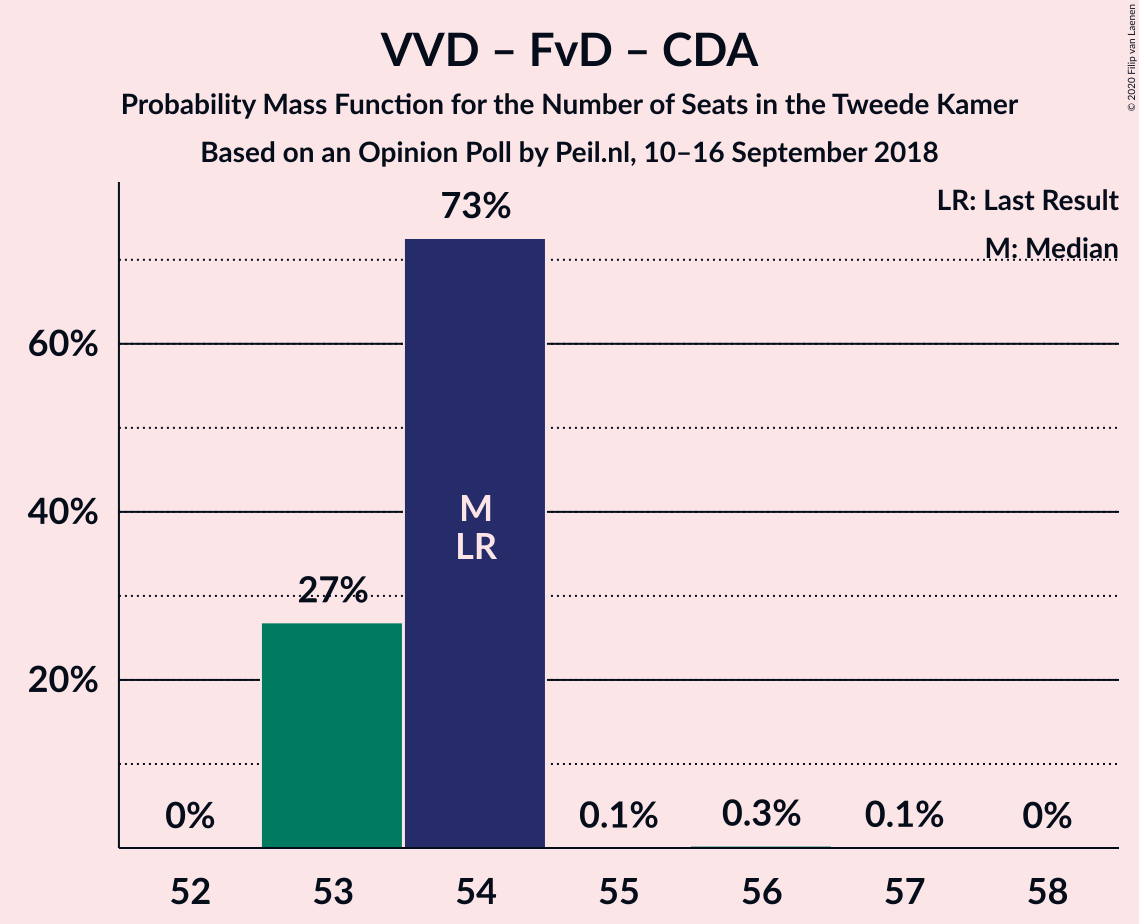 VVD – FvD – CDA
Probability Mass Function for the Number of Seats in the Tweede Kamer
Based on an Opinion Poll by Peil.nl, 10–16 September 2018
© 2020 Filip van Laenen
LR: Last Result
M: Median
73%
60%
40%
M
LR
27%
20%
0%
0.1%
0.3%
0.1%
0%
52
53
54
55
56
57
58